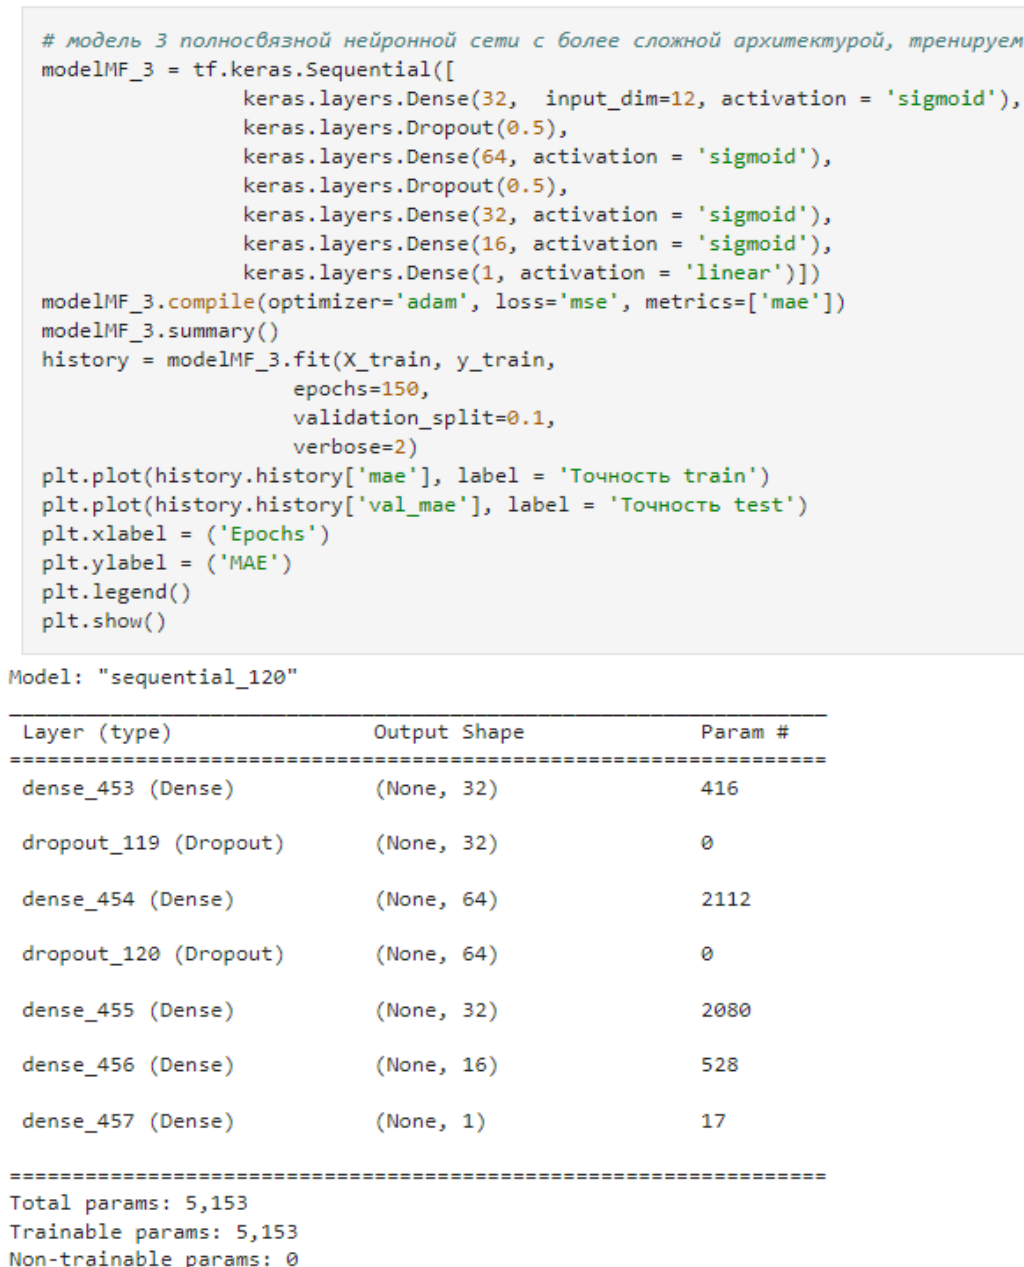 # модель 3 полносвязной нейронной сети с более сложной архитектурой, тренируем
modelMF_3 = tf.keras.Sequential([
                keras.layers.Dense(32,  input_dim=12, activation = 'sigmoid'),
                keras.layers.Dropout(0.5),
                keras.layers.Dense(64, activation = 'sigmoid'),
                keras.layers.Dropout(0.5),
                keras.layers.Dense(32, activation = 'sigmoid'),
                keras.layers.Dense(16, activation = 'sigmoid'),
                keras.layers.Dense(1, activation = 'linear')])
modelMF_3.compile(optimizer='adam', loss='mse', metrics=['mae'])
modelMF_3.summary()
history = modelMF_3.fit(X_train, y_train,
                    epochs=150,
                    validation_split=0.1,
                    verbose=2)
plt.plot(history.history['mae'], label = 'Точность train')
plt.plot(history.history['val_mae'], label = 'Точность test')
plt.xlabel = ('Epochs')
plt.ylabel = ('MAE')
plt.legend()
plt.show()
Model: "sequential_120"
_________________________________________________________________
 Layer (type)                Output Shape              Param #
=================================================================
 dense_453 (Dense)           (None, 32)                416
 dropout_119 (Dropout)       (None, 32)                0
 dense_454 (Dense)           (None, 64)                2112
 dropout_120 (Dropout)       (None, 64)                0
 dense_455 (Dense)           (None, 32)                2080
 dense_456 (Dense)           (None, 16)                528
 dense_457 (Dense)           (None, 1)                 17
=================================================================
Total params: 5,153
Trainable params: 5,153
Non-trainable params: 0